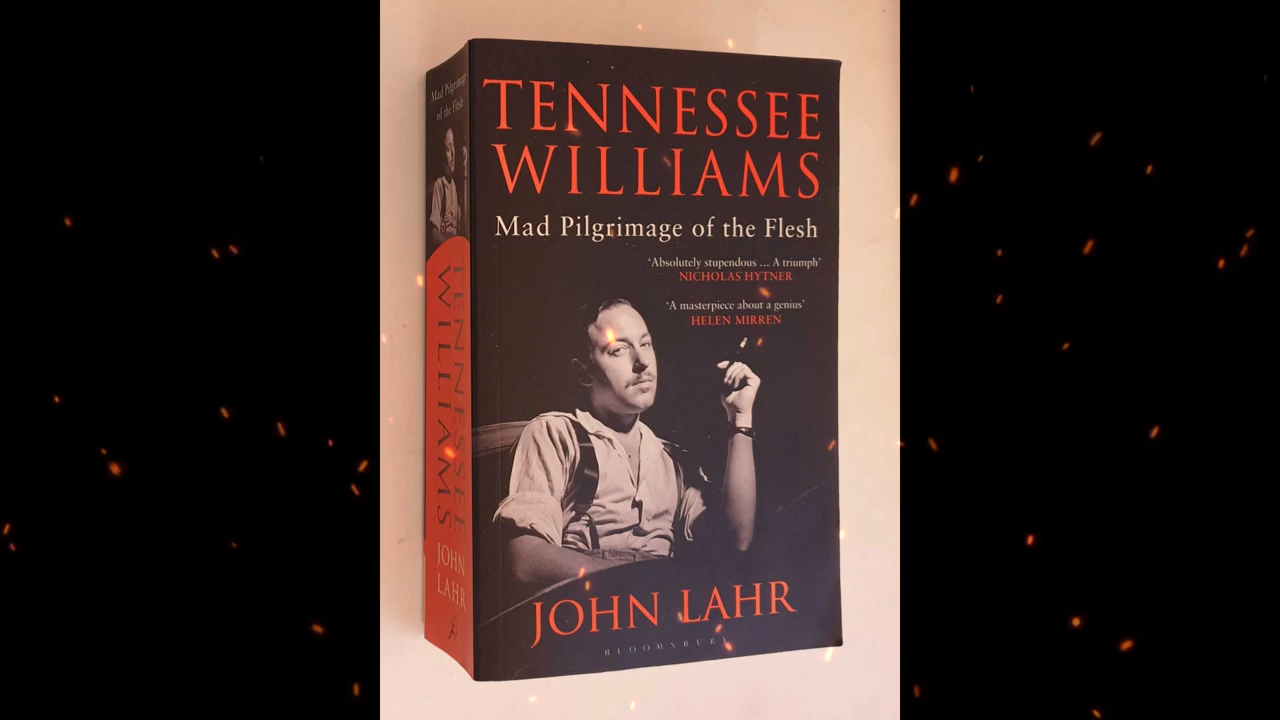 Mad Pilgrimage
of the Flesh
TENNESSEE
WILLIAMS
JOHN
LAHR
TENNESSEE
WILLIAMS
Mad Pilgrimage of the Flesh
‘Absolutely stupendous ... A triumph’
NICHOLAS HYTNER
‘A masterpiece about a genius’
HELEN MIRREN
JOHN LAHR
BLOOMSBURY